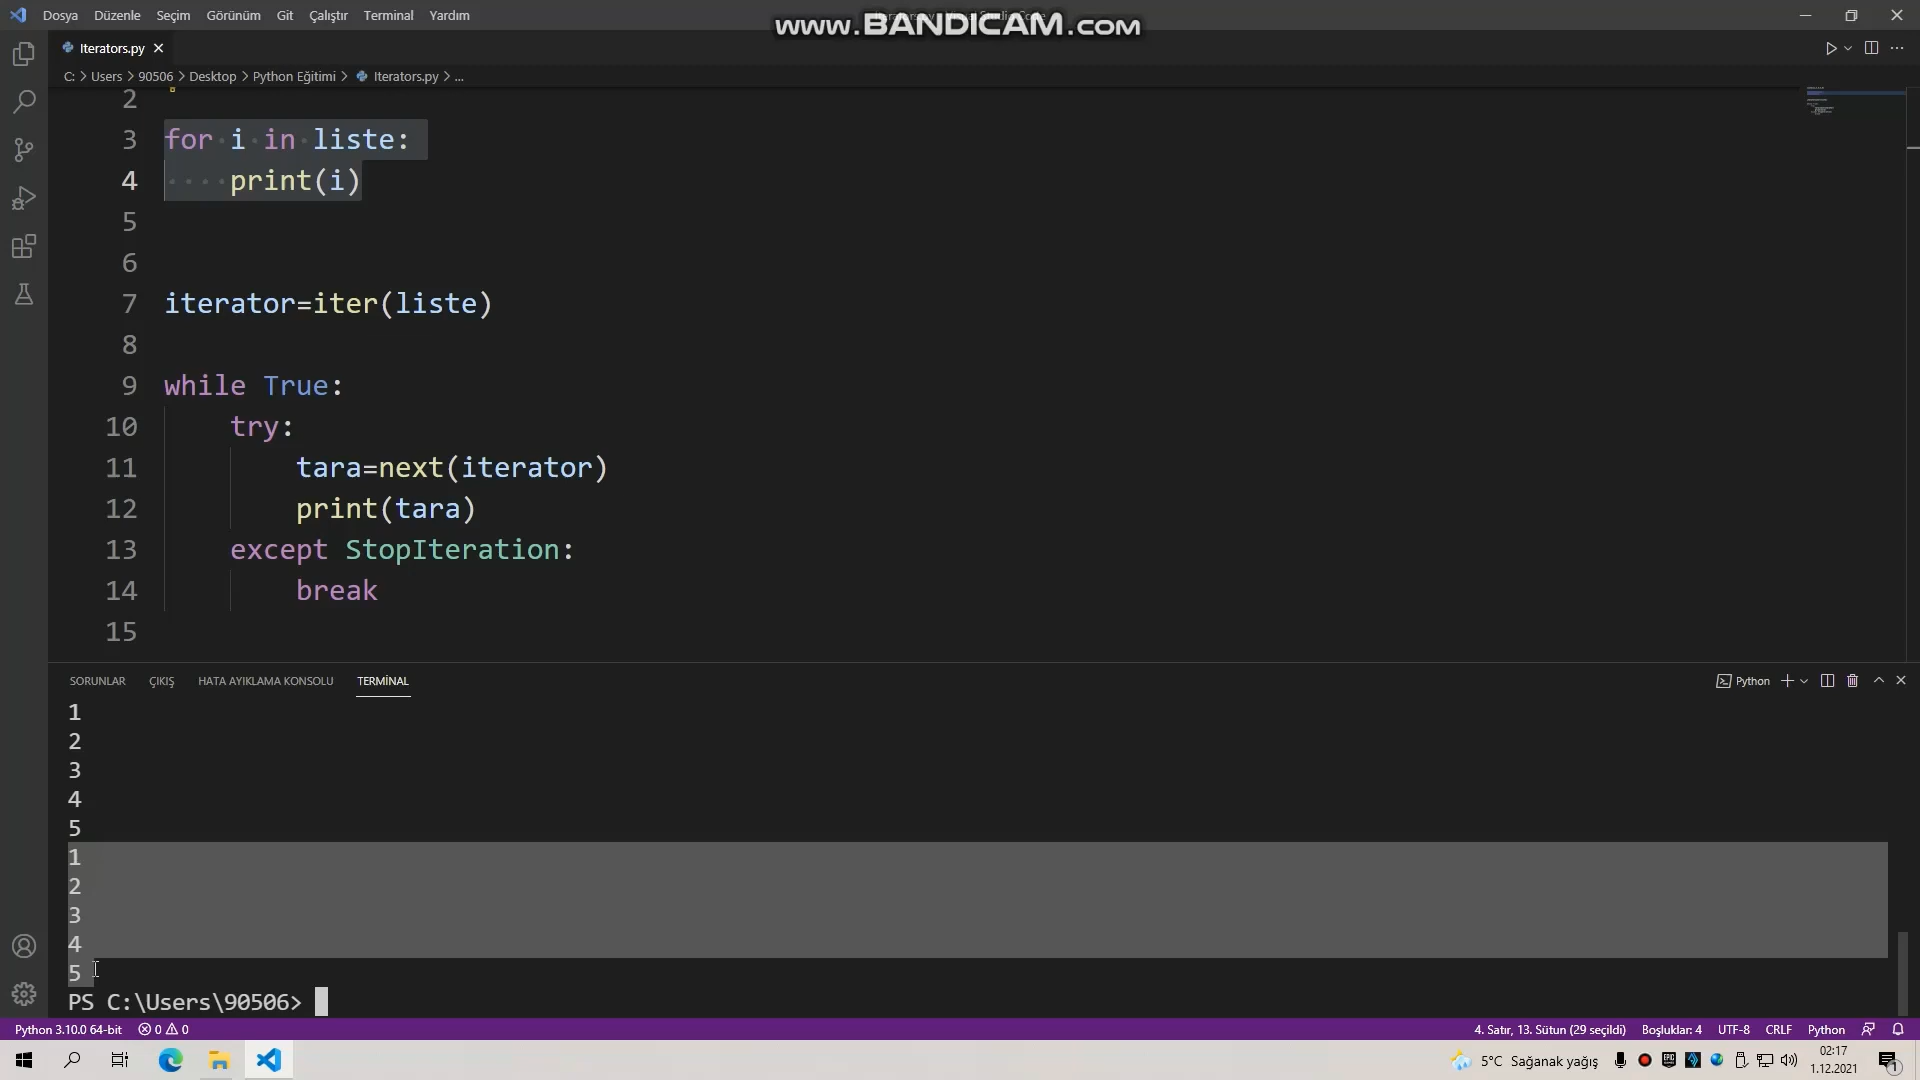 Dosya Düzenle Seçim Görünüm Git Çalıştır Terminal Yardım
www.BANDICAM.com
Iterators.py
C: > Users > 90506 > Desktop > Python Eğitimi > Iterators.py > ...
2
3 for i in liste:
4 print(i)
5
6
7 iterator=iter(liste)
8
9 while True:
10 try:
11 tara=next(iterator)
12 print(tara)
13 except StopIteration:
14 break
15
SORUNLAR ÇIKIŞ HATA AYIKLAMA KONSOLU TERMİNAL Python
1
2
3
4
5
1
2
3
4
5
PS C:\Users\90506>
Python 3.10.0 64-bit 0 0 4. Satır, 13. Sütun (29 seçildi) Boşluklar: 4 UTF-8 CRLF Python
5°C Sağanak yağış 02:17
1.12.2021 1